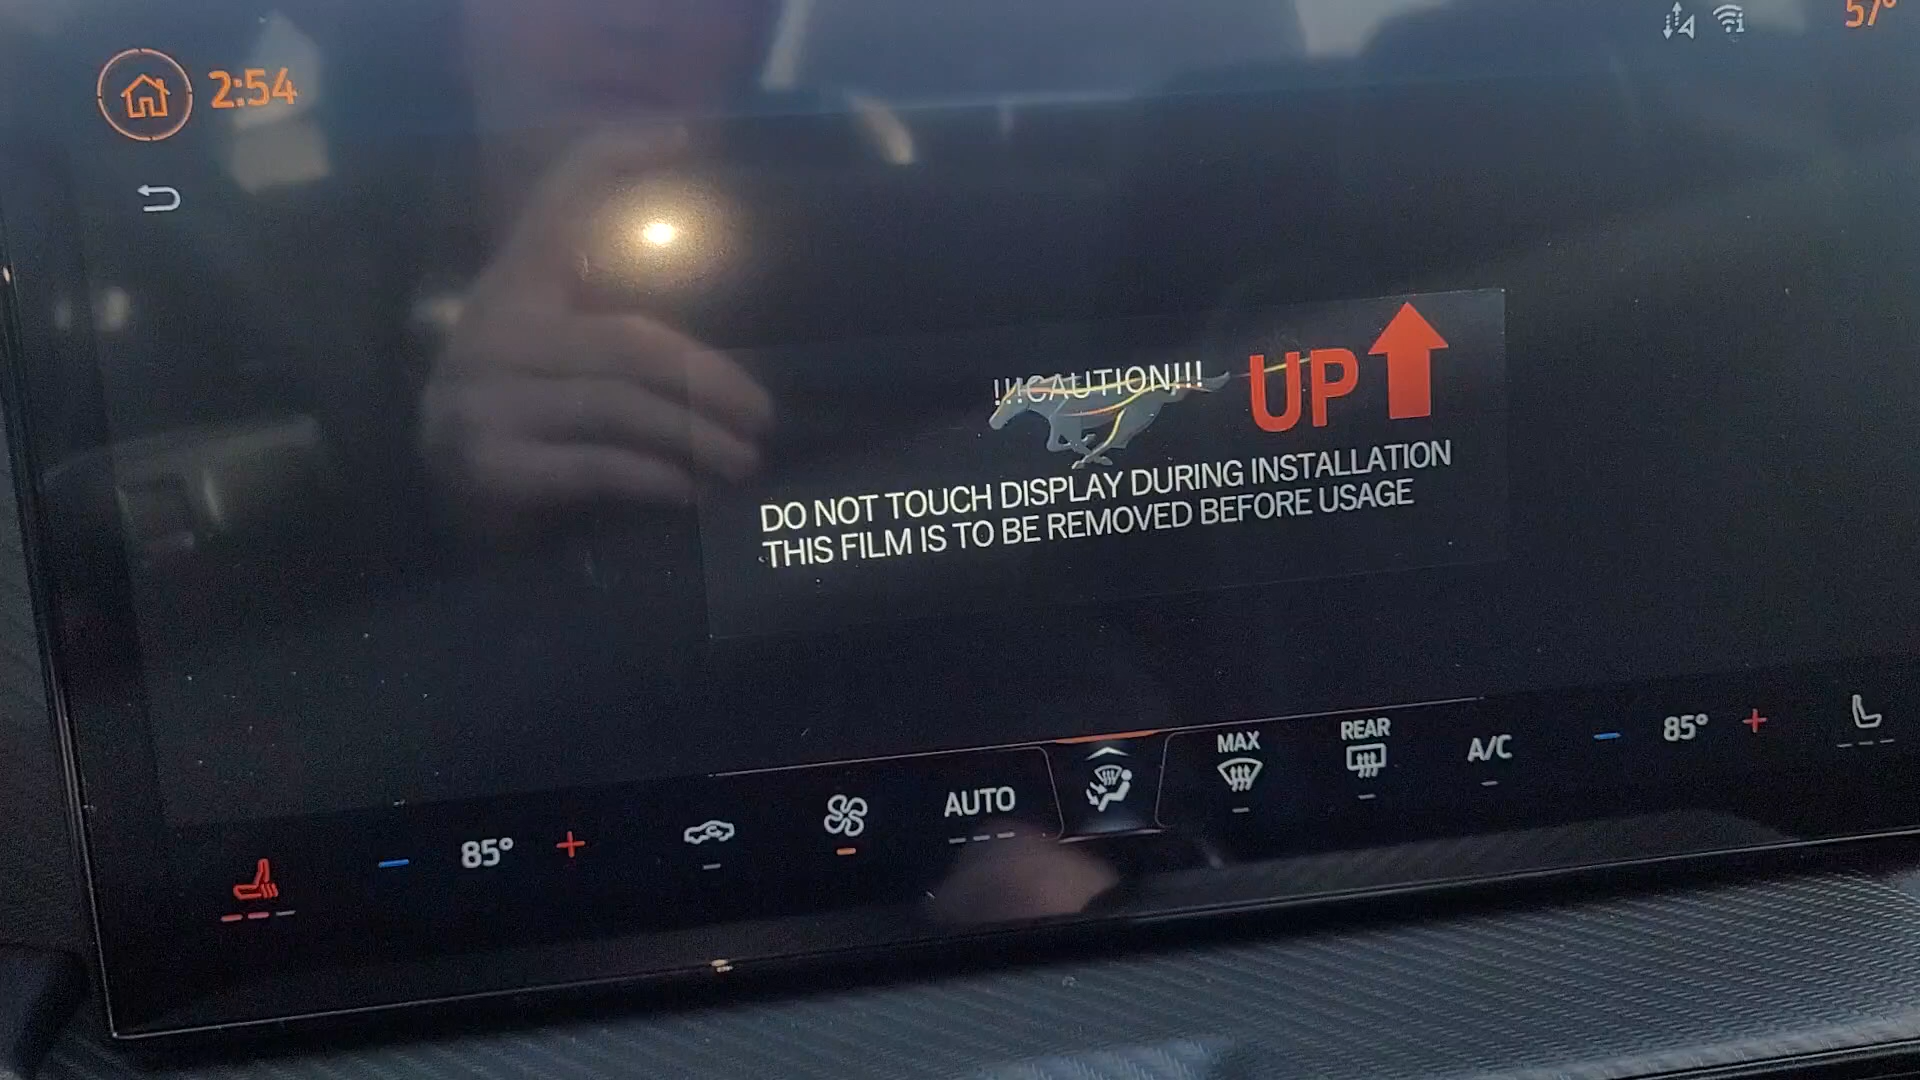 2:54
57°
!!!CAUTION!!!
UP
DO NOT TOUCH DISPLAY DURING INSTALLATION
THIS FILM IS TO BE REMOVED BEFORE USAGE
MAX
REAR
A/C
85°
AUTO
85°